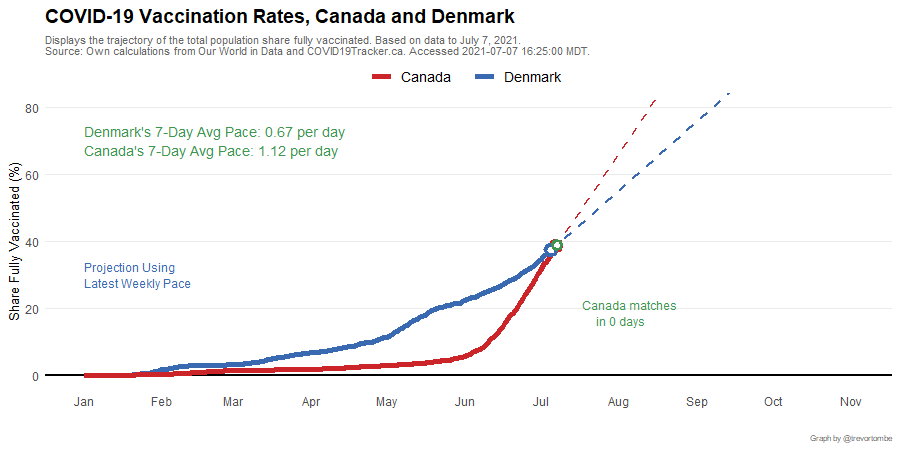 COVID-19 Vaccination Rates, Canada and Denmark
Displays the trajectory of the total population share fully vaccinated. Based on data to July 7, 2021.
Source: Own calculations from Our World in Data and COVID19Tracker.ca. Accessed 2021-07-07 16:25:00 MDT.
Canada Denmark
80
Denmark's 7-Day Avg Pace: 0.67 per day
Canada's 7-Day Avg Pace: 1.12 per day
60
Share Fully Vaccinated (%)
40
Projection Using
Latest Weekly Pace
Canada matches
in 0 days
20
0
Jan Feb Mar Apr May Jun Jul Aug Sep Oct Nov
Graph by @trevortombe